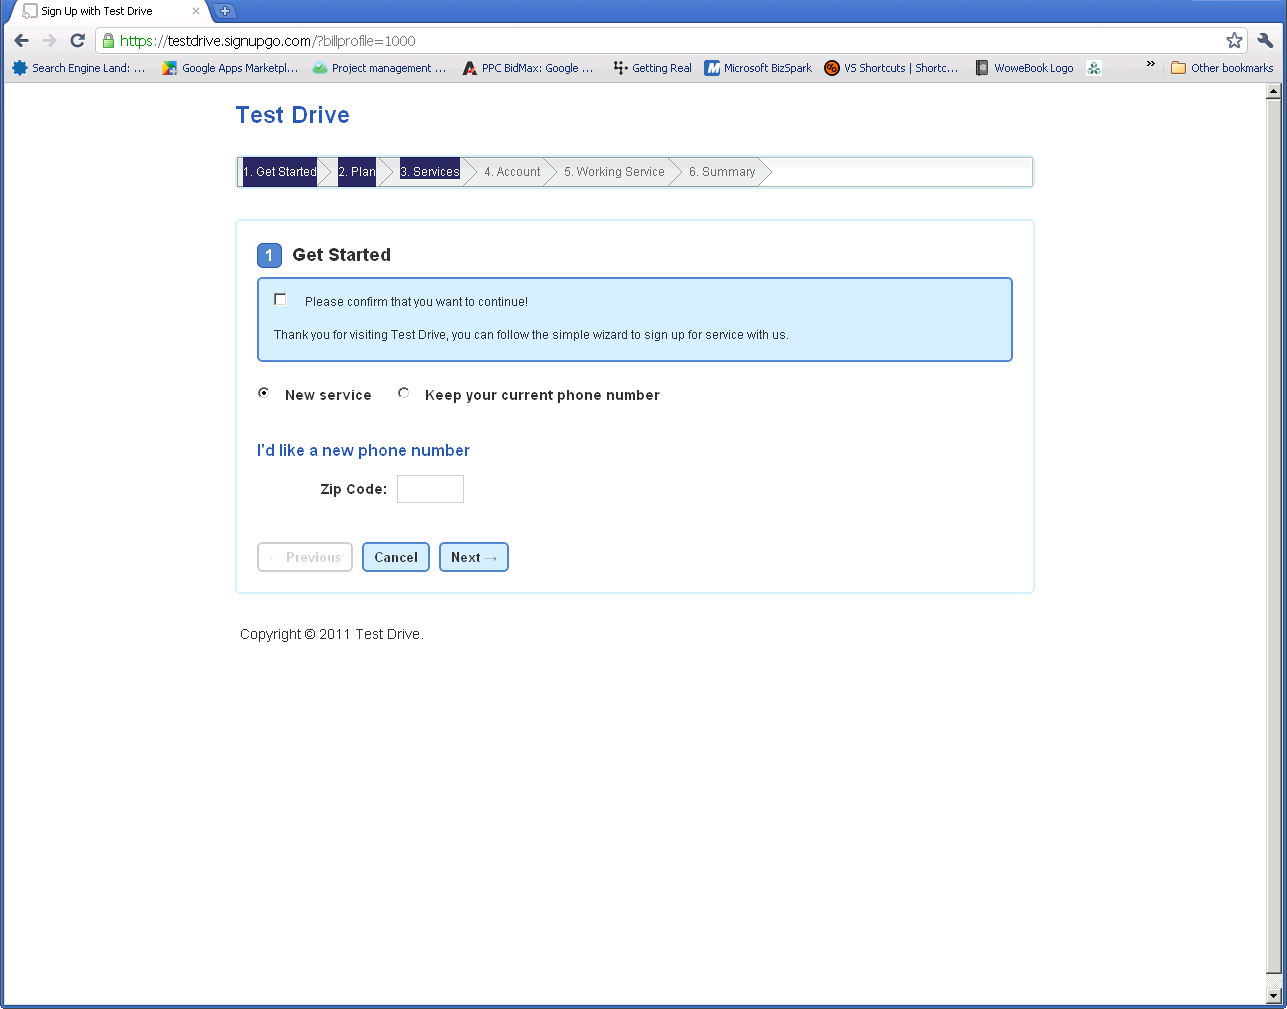 Sign Up with Test Drive
https://testdrive.signupgo.com/?billprofile=1000
Search Engine Land: ... Google Apps Marketpl... Project management ... PPC BidMax: Google ... Getting Real Microsoft BizSpark VS Shortcuts | Shortc... WoweBook Logo » Other bookmarks
Test Drive
1. Get Started 2. Plan 3. Services 4. Account 5. Working Service 6. Summary
1 Get Started
Please confirm that you want to continue!
Thank you for visiting Test Drive, you can follow the simple wizard to sign up for service with us.
New service Keep your current phone number
I'd like a new phone number
Zip Code:
← Previous Cancel Next →
Copyright © 2011 Test Drive.